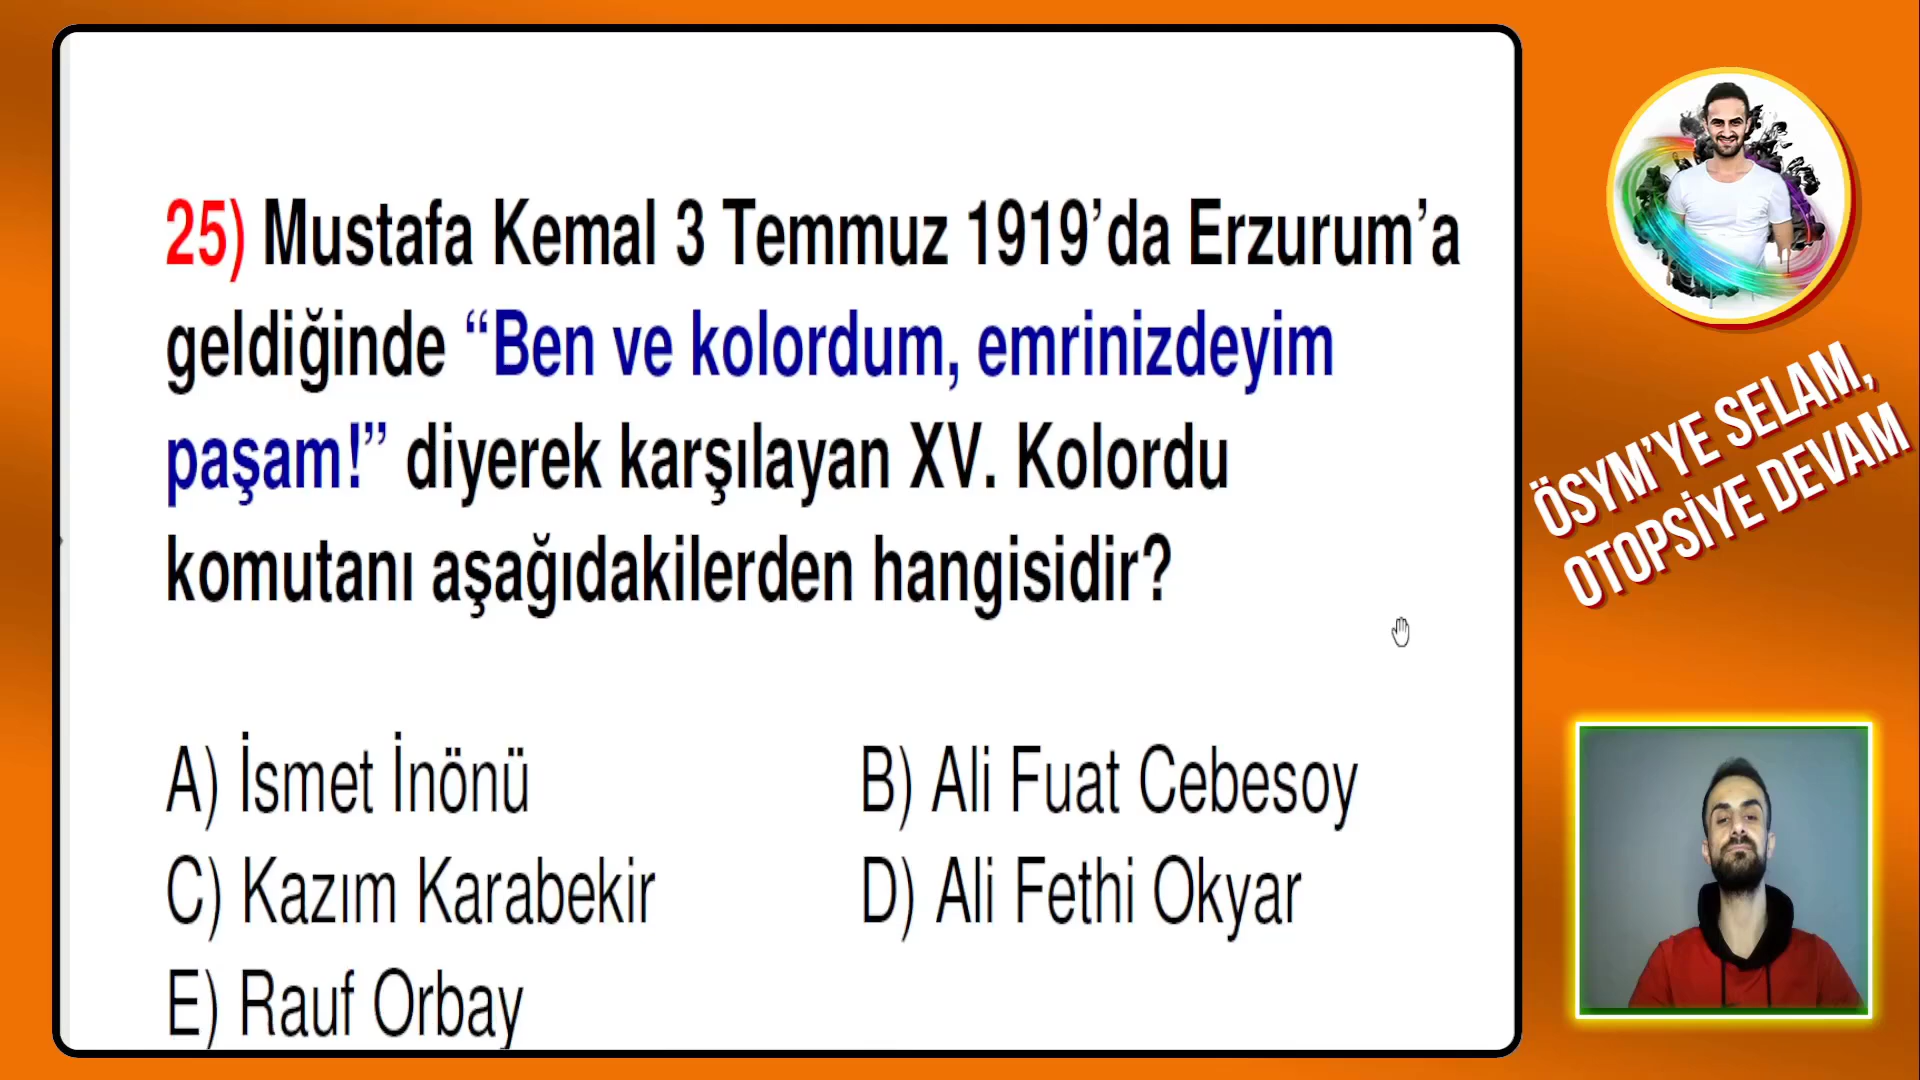 25) Mustafa Kemal 3 Temmuz 1919’da Erzurum’a
geldiğinde “Ben ve kolordum, emrinizdeyim
paşam!” diyerek karşılayan XV. Kolordu
komutanı aşağıdakilerden hangisidir?
A) İsmet İnönü
B) Ali Fuat Cebesoy
C) Kazım Karabekir
D) Ali Fethi Okyar
E) Rauf Orbay
ÖSYM’YE SELAM,
OTOPSİYE DEVAM